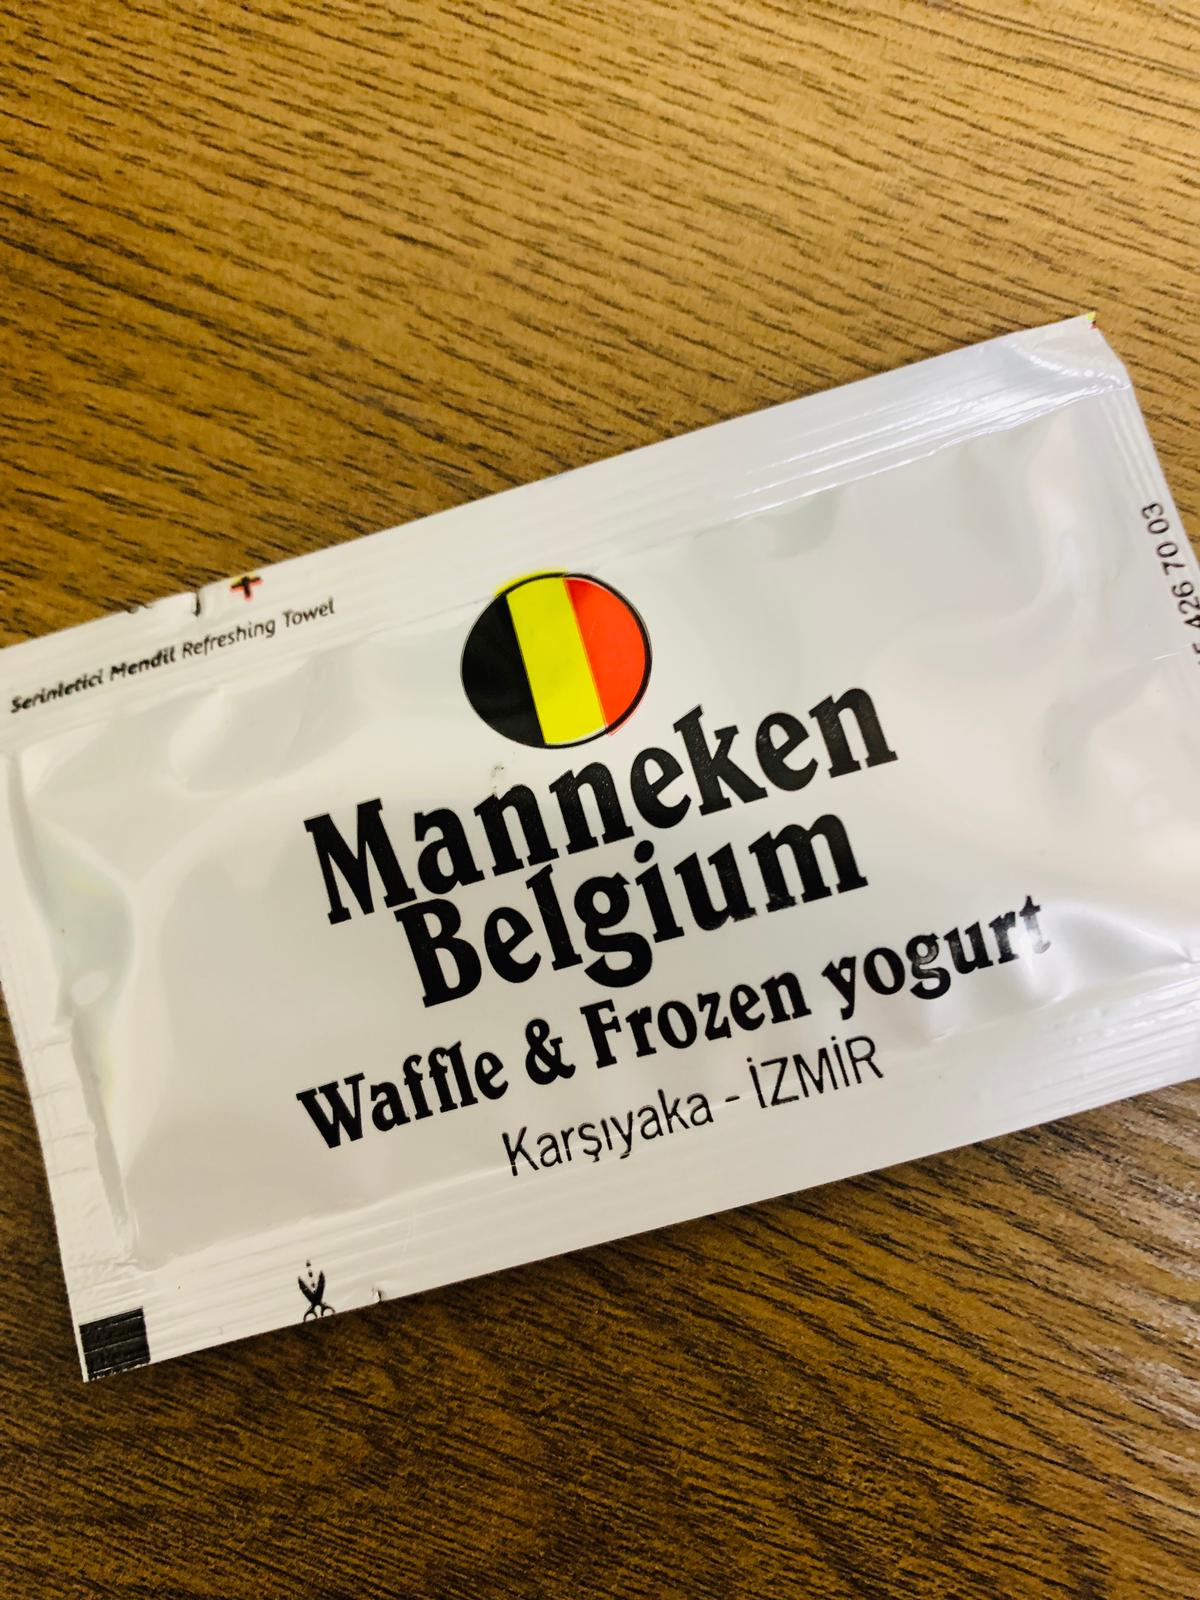 Serinletici Mendil Refreshing Towel
Manneken
Belgium
Waffle & Frozen yogurt
Karşıyaka - İZMİR
426 70 03